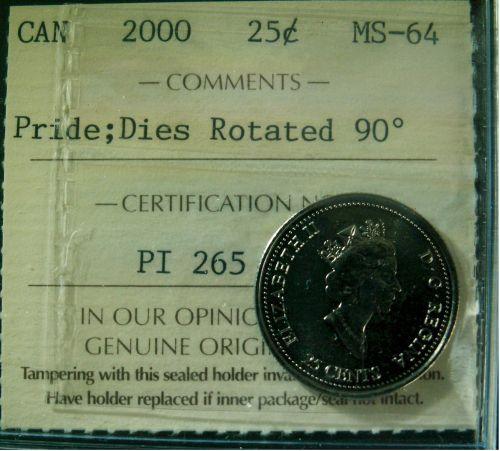 CAN 2000 25¢ MS-64
— COMMENTS —
Pride;Dies Rotated 90°
— CERTIFICATION
PI 265
IN OUR OPINIO
GENUINE ORIGI
Tampering with this sealed holder inva on.
Have holder replaced if inner package/seal not intact.
ELIZABETH II D·G·REGINA
25 CENTS